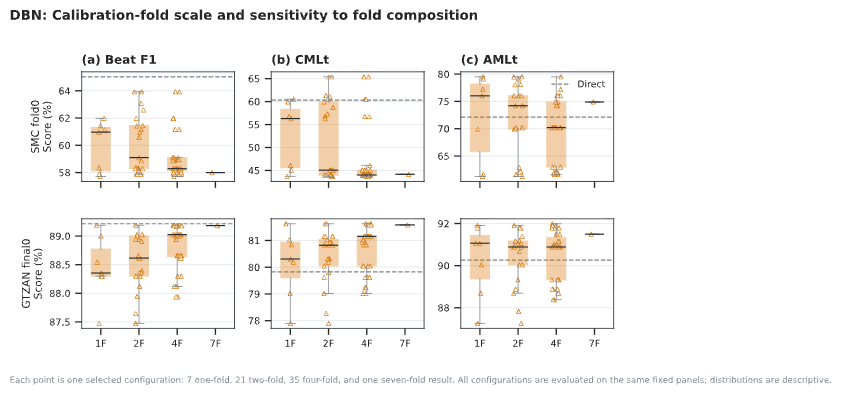 DBN: Calibration-fold scale and sensitivity to fold composition
(a) Beat F1
(b) CMLt
(c) AMLt
SMC fold0
Score (%)
64
62
60
58
65
60
55
50
45
80
75
70
65
Direct
GTZAN final0
Score (%)
89.0
88.5
88.0
87.5
81
80
79
78
92
90
88
1F 2F 4F 7F
1F 2F 4F 7F
1F 2F 4F 7F
Each point is one selected configuration: 7 one-fold, 21 two-fold, 35 four-fold, and one seven-fold result. All configurations are evaluated on the same fixed panels; distributions are descriptive.